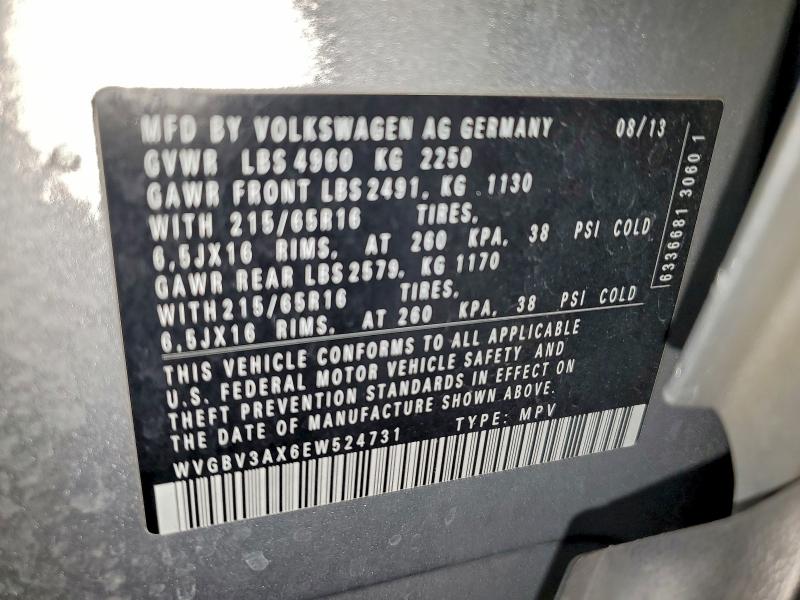 MFD BY VOLKSWAGEN AG GERMANY 08/13
GVWR LBS 4960 KG 2250
GAWR FRONT LBS 2491, KG 1130
WITH 215/65R16 TIRES,
6,5JX16 RIMS, AT 260 KPA, 38 PSI COLD
GAWR REAR LBS 2579, KG 1170
WITH 215/65R16 TIRES,
6,5JX16 RIMS, AT 260 KPA, 38 PSI COLD
THIS VEHICLE CONFORMS TO ALL APPLICABLE
U.S. FEDERAL MOTOR VEHICLE SAFETY AND
THEFT PREVENTION STANDARDS IN EFFECT ON
THE DATE OF MANUFACTURE SHOWN ABOVE.
WVGBV3AX6EW524731 TYPE: MPV
6336681 3060 1